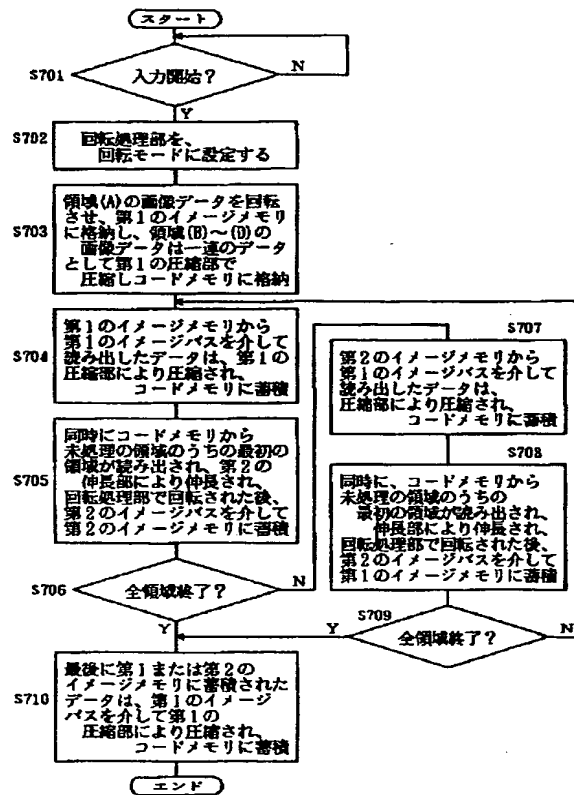 スタート
S701
入力開始?
N
Y
S702
回転処理部を、
回転モードに設定する
S703
領域(A)の画像データを回転
させ、第1のイメージメモリ
に格納し、領域(B)~(D)の
画像データは一連のデータ
として第1の圧縮部で
圧縮しコードメモリに格納
S704
第1のイメージメモリから
第1のイメージバスを介して
読み出したデータは、第1の
圧縮部により圧縮され、
コードメモリに蓄積
S705
同時にコードメモリから
未処理の領域のうちの最初の
領域が読み出され、第2の
伸長部により伸長され、
回転処理部で回転された後、
第2のイメージバスを介して
第2のイメージメモリに蓄積
S706
全領域終了?
N
Y
S707
第2のイメージメモリから
第1のイメージバスを介して
読み出したデータは、
圧縮部により圧縮され、
コードメモリに蓄積
S708
同時に、コードメモリから
未処理の領域のうちの
最初の領域が読み出され、
伸長部により伸長され、
回転処理部で回転された後、
第2のイメージバスを介して
第1のイメージメモリに蓄積
S709
全領域終了?
Y
N
S710
最後に第1または第2の
イメージメモリに蓄積された
データは、第1のイメージ
バスを介して第1の
圧縮部により圧縮され、
コードメモリに蓄積
エンド